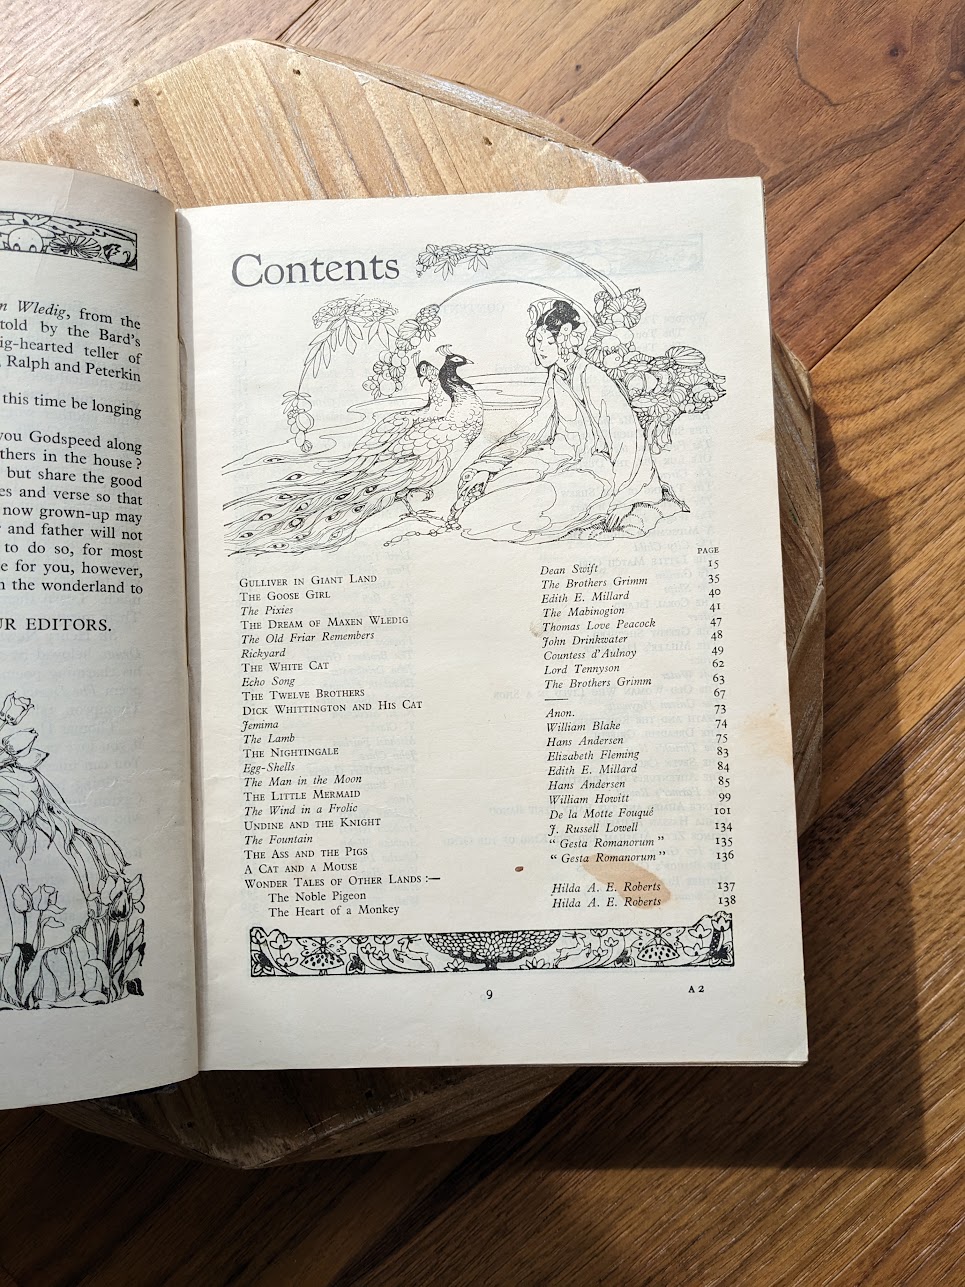 n Wledig, from the
told by the Bard's
ig-hearted teller of
, Ralph and Peterkin
this time be longing
you Godspeed along
thers in the house?
but share the good
es and verse so that
now grown-up may
and father will not
to do so, for most
e for you, however,
n the wonderland to
UR EDITORS.
Contents
PAGE
GULLIVER IN GIANT LAND Dean Swift 15
THE GOOSE GIRL The Brothers Grimm 35
The Pixies Edith E. Millard 40
THE DREAM OF MAXEN WLEDIG The Mabinogion 41
The Old Friar Remembers Thomas Love Peacock 47
Rickyard John Drinkwater 48
THE WHITE CAT Countess d'Aulnoy 49
Echo Song Lord Tennyson 62
THE TWELVE BROTHERS The Brothers Grimm 63
DICK WHITTINGTON AND HIS CAT — 67
Jemima Anon. 73
The Lamb William Blake 74
THE NIGHTINGALE Hans Andersen 75
Egg-Shells Elizabeth Fleming 83
The Man in the Moon Edith E. Millard 84
THE LITTLE MERMAID Hans Andersen 85
The Wind in a Frolic William Howitt 99
UNDINE AND THE KNIGHT De la Motte Fouqué 101
The Fountain J. Russell Lowell 134
THE ASS AND THE PIGS "Gesta Romanorum" 135
A CAT AND A MOUSE "Gesta Romanorum" 136
WONDER TALES OF OTHER LANDS :—
THE NOBLE PIGEON Hilda A. E. Roberts 137
THE HEART OF A MONKEY Hilda A. E. Roberts 138
9
A 2